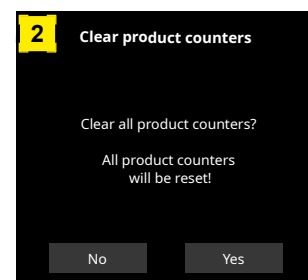 2
Clear product counters
Clear all product counters?
All product counters
will be reset!
No
Yes